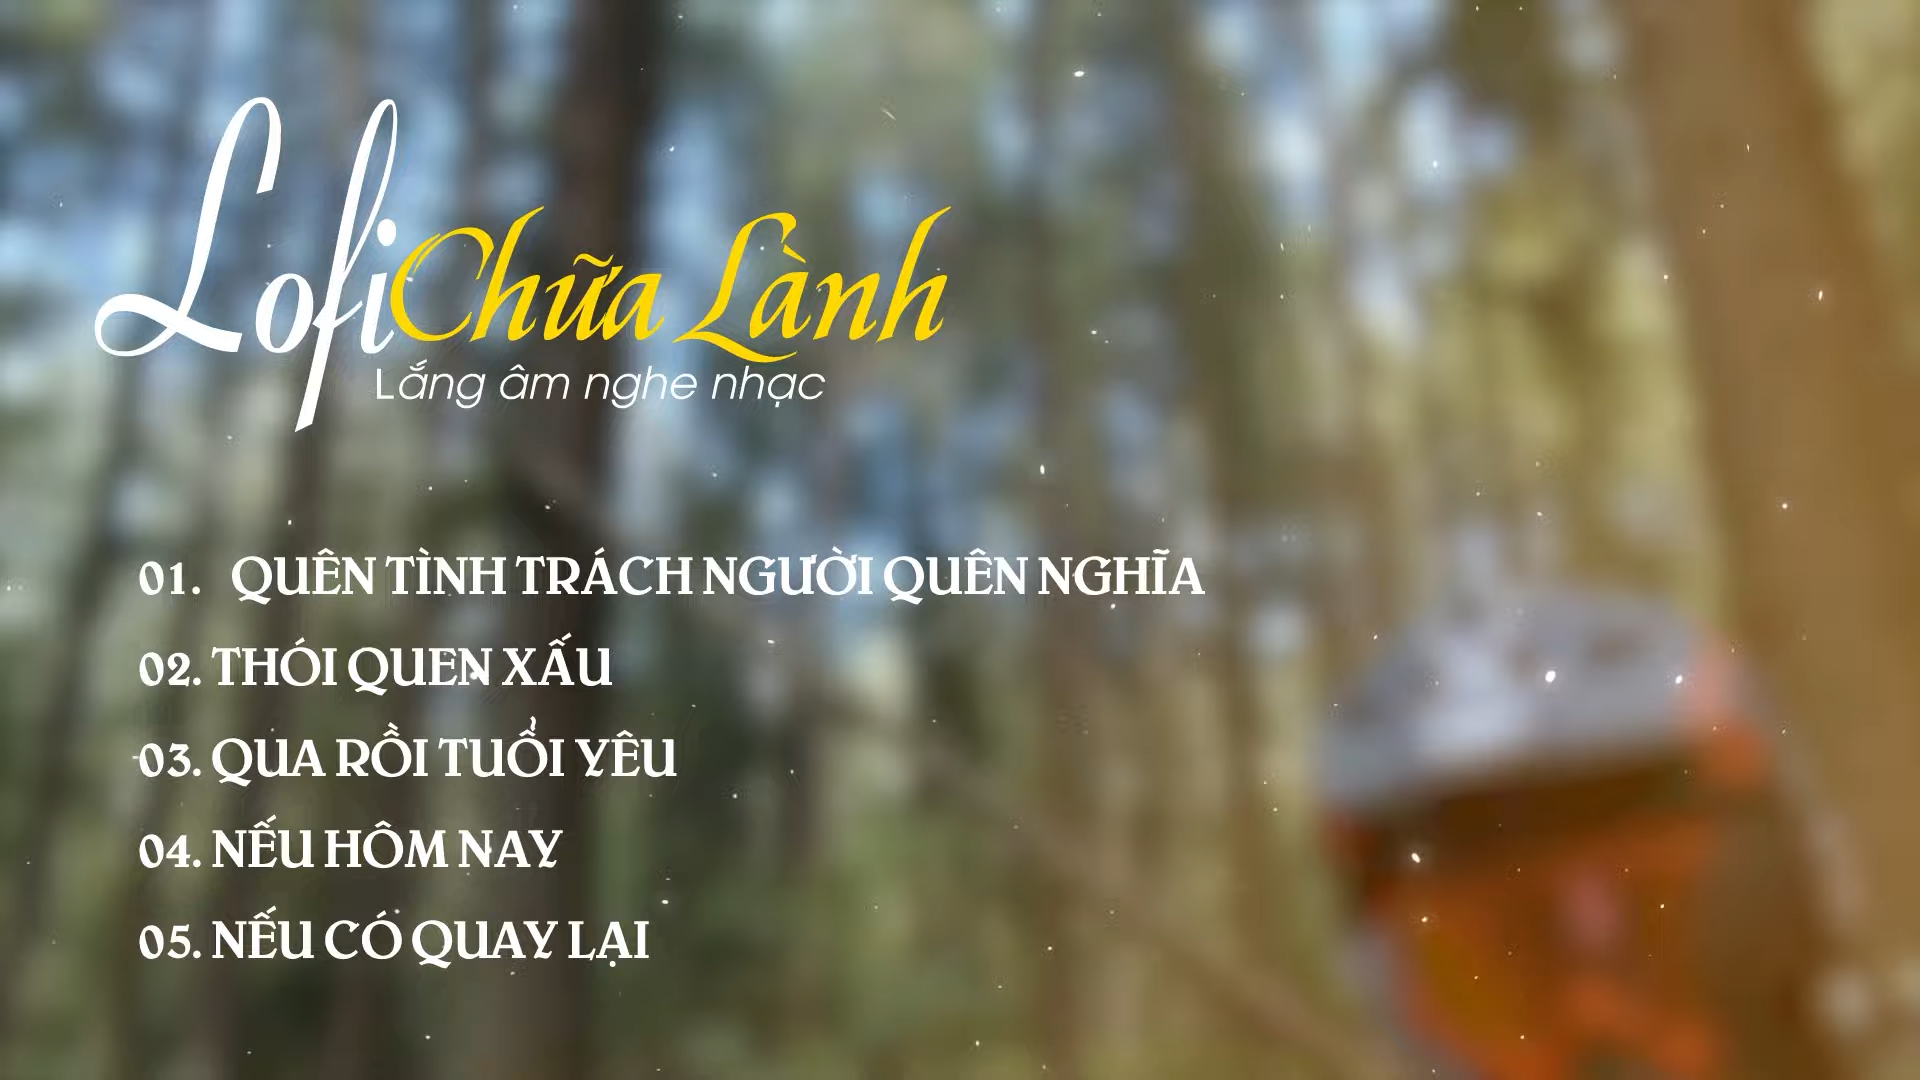 Lofi Chữa Lành
Lắng âm nghe nhạc
01. QUÊN TÌNH TRÁCH NGƯỜI QUÊN NGHĨA
02. THÓI QUEN XẤU
03. QUA RỒI TUỔI YÊU
04. NẾU HÔM NAY
05. NẾU CÓ QUAY LẠI